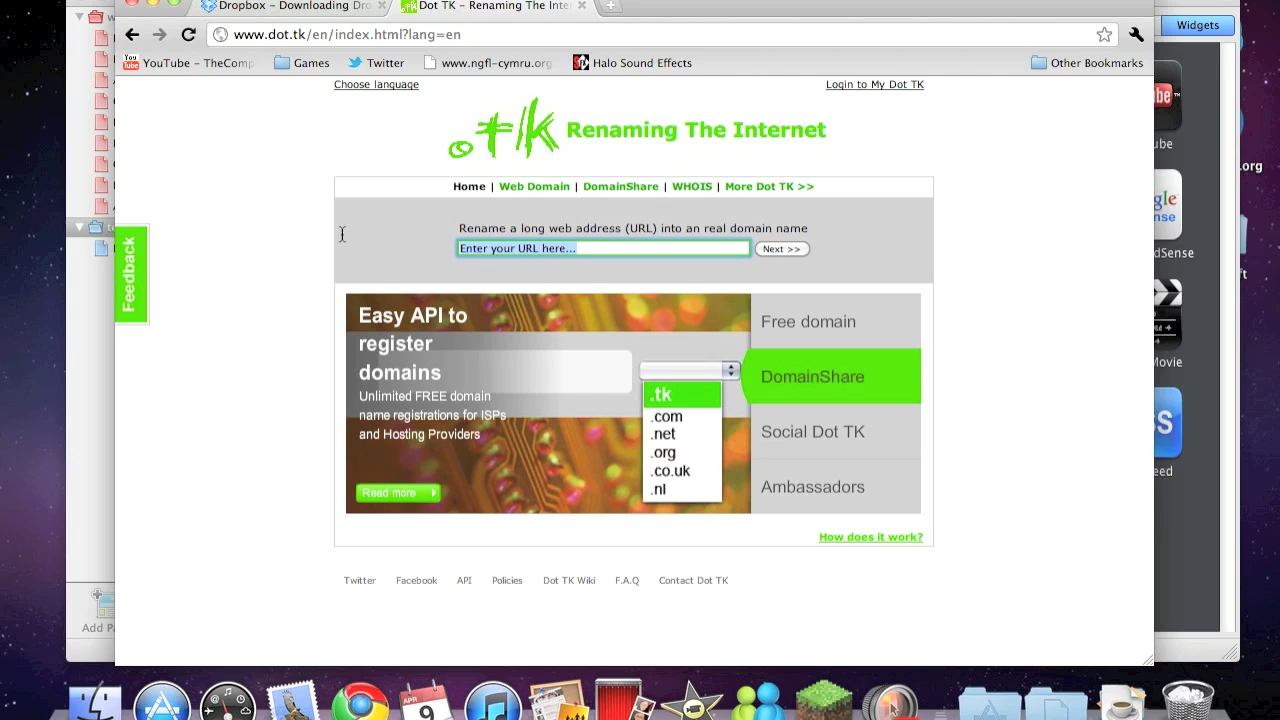 Dropbox - Downloading Dro
Dot TK - Renaming The Inter
Widgets
www.dot.tk/en/index.html?lang=en
YouTube - TheComp
Games
Twitter
www.ngfl-cymru.org
Halo Sound Effects
Other Bookmarks
Choose language
Login to My Dot TK
.tk Renaming The Internet
Home | Web Domain | DomainShare | WHOIS | More Dot TK >>
Rename a long web address (URL) into an real domain name
Enter your URL here...
Next >>
Feedback
Easy API to
register
domains
Unlimited FREE domain
name registrations for ISPs
and Hosting Providers
Read more
.tk
.com
.net
.org
.co.uk
.nl
Free domain
DomainShare
Social Dot TK
Ambassadors
How does it work?
Twitter
Facebook
API
Policies
Dot TK Wiki
F.A.Q
Contact Dot TK
Add Pa
APR
9